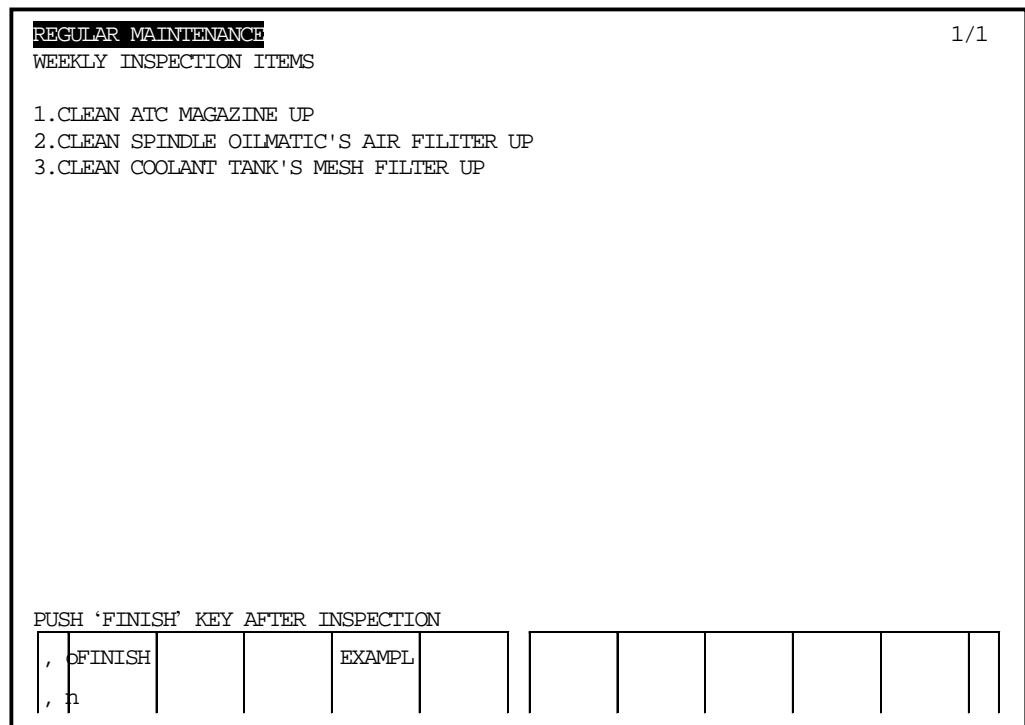 REGULAR MAINTENANCE 1/1
WEEKLY INSPECTION ITEMS
1.CLEAN ATC MAGAZINE UP
2.CLEAN SPINDLE OILMATIC'S AIR FILITER UP
3.CLEAN COOLANT TANK'S MESH FILTER UP
PUSH ‘FINISH’ KEY AFTER INSPECTION
, oFINISH EXAMPL
, n